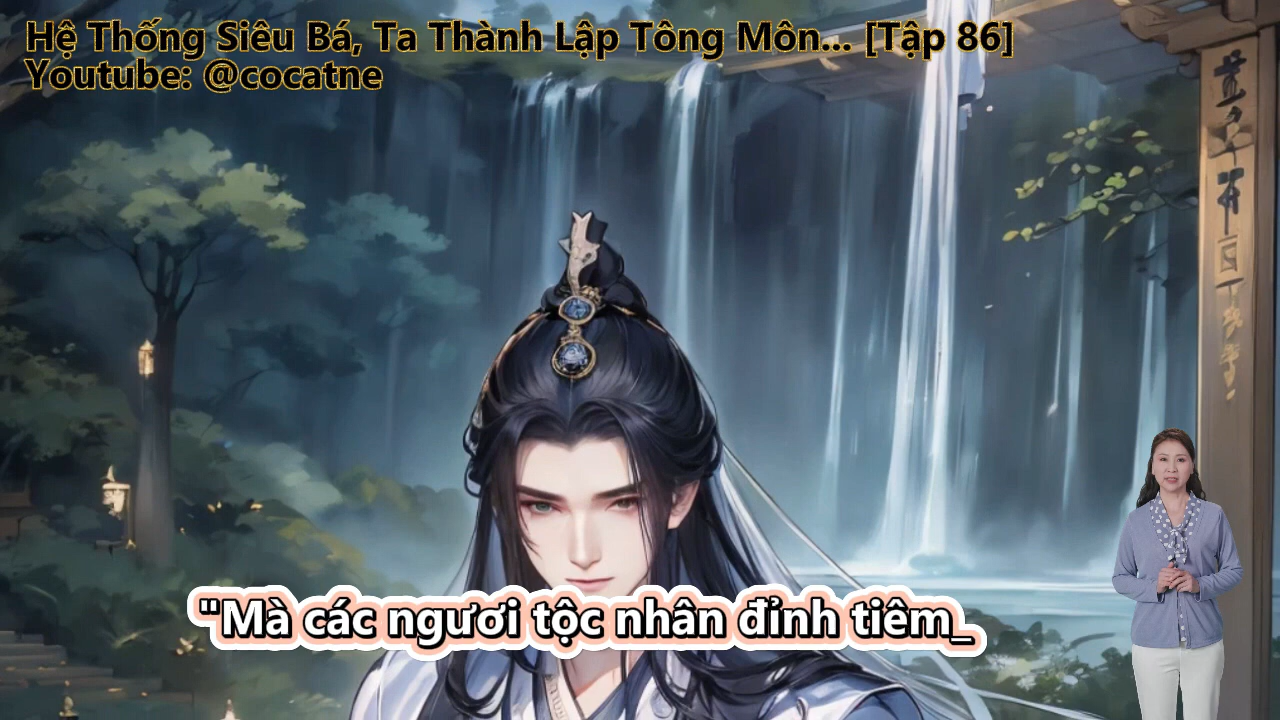 Hệ Thống Siêu Bá, Ta Thành Lập Tông Môn... [Tập 86]
Youtube: @cocatne
"Mà các ngươi tộc nhân đỉnh tiêm_